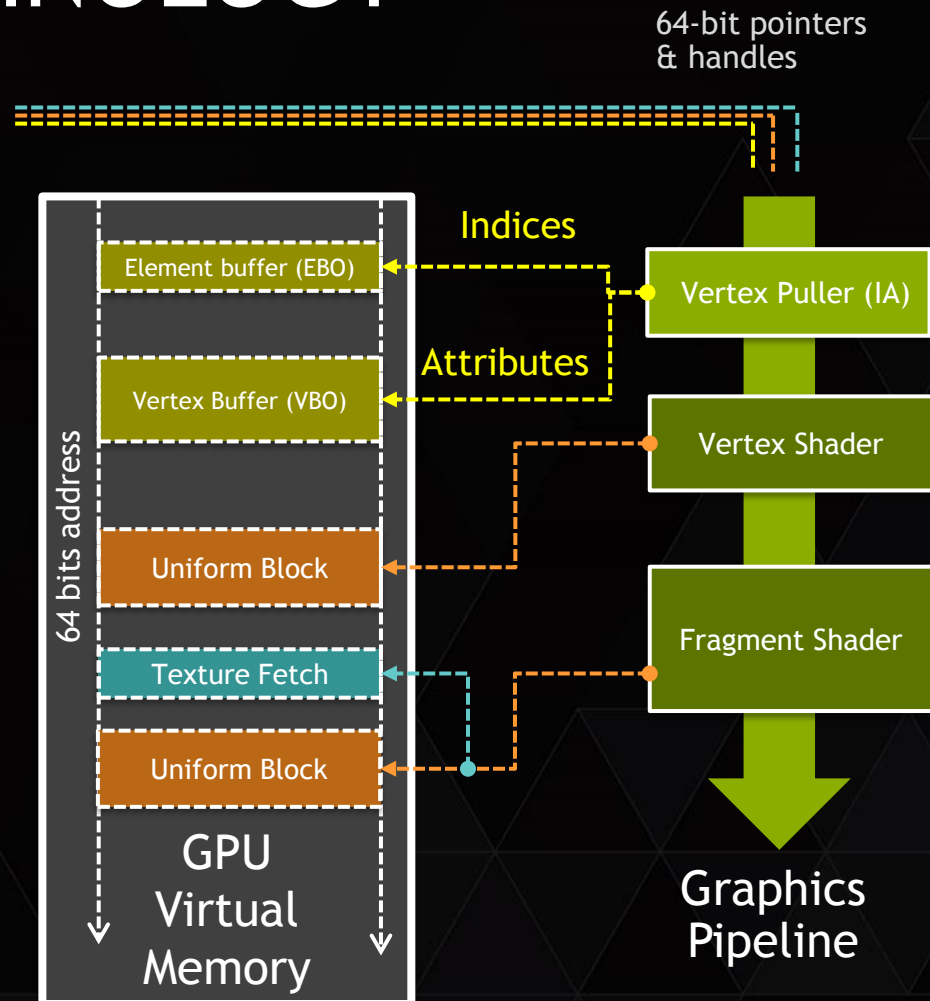 64-bit pointers
& handles
Indices
Element buffer (EBO)
Vertex Puller (IA)
Attributes
Vertex Buffer (VBO)
Vertex Shader
64 bits address
Uniform Block
Fragment Shader
Texture Fetch
Uniform Block
GPU
Virtual
Memory
Graphics
Pipeline